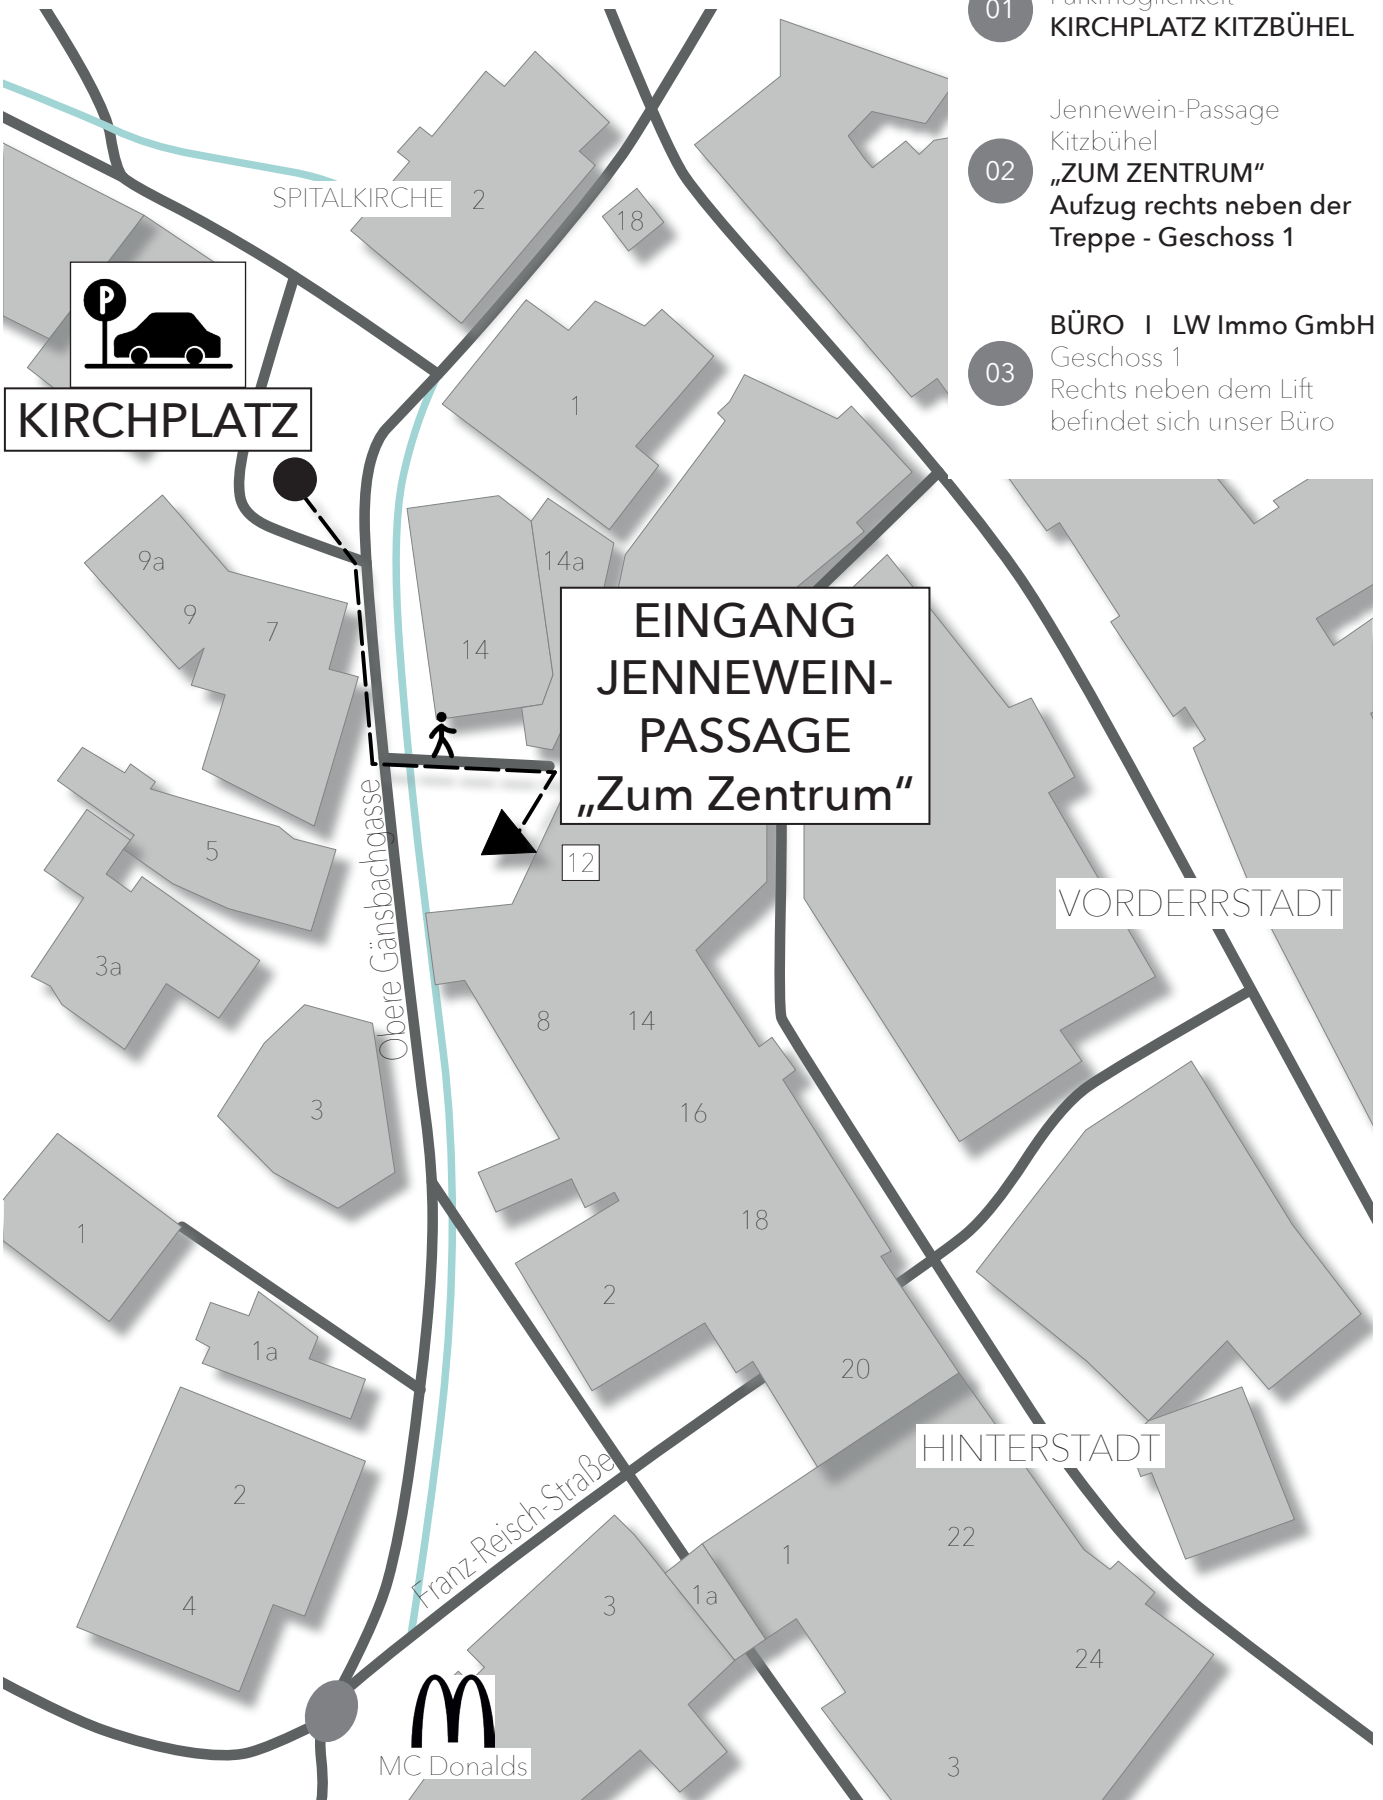 01
Parkmöglichkeit
KIRCHPLATZ KITZBÜHEL
02
Jennewein-Passage
Kitzbühel
„ZUM ZENTRUM“
Aufzug rechts neben der
Treppe - Geschoss 1
03
BÜRO I LW Immo GmbH
Geschoss 1
Rechts neben dem Lift
befindet sich unser Büro
SPITALKIRCHE
2
18
P
KIRCHPLATZ
1
9a
9
7
14a
14
EINGANG
JENNEWEIN-
PASSAGE
„Zum Zentrum“
12
5
Obere Gänsbachgasse
VORDERRSTADT
3a
8
14
3
16
1
18
1a
2
20
HINTERSTADT
2
Franz-Reisch-Straße
22
1
4
3
1a
24
MC Donalds
3